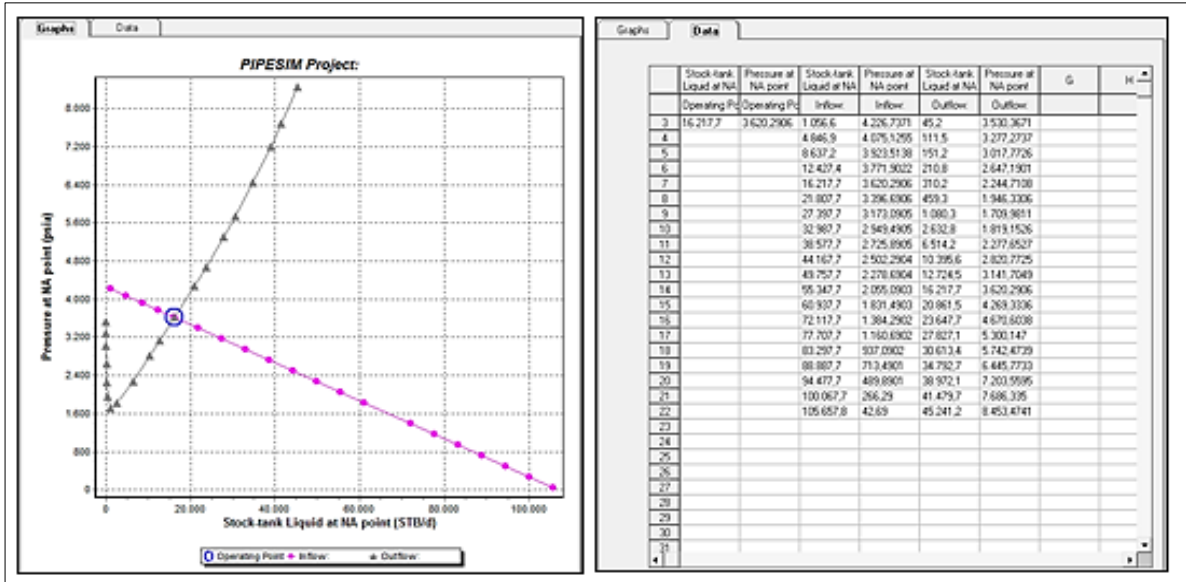 Graphs Data
PIPESIM Project:
Pressure at NA point (psia)
8.000
7.200
6.400
5.600
4.800
4.000
3.200
2.400
1.600
800
0
0 20.000 40.000 60.000 80.000 100.000
Stock-tank Liquid at NA point (STB/d)
Operating Point Inflow: Outflow:
Graphs Data
Stock-tank Pressure at Stock-tank Pressure at Stock-tank Pressure at G H
Liquid at NA NA point Liquid at NA NA point Liquid at NA NA point
Operating Po Operating Po Inflow: Inflow: Outflow: Outflow:
3 16.217,7 3.620,2906 1.056,6 4.226,7371 45,2 3.530,3671
4 4.846,9 4.075,1255 111,5 3.277,2737
5 8.637,2 3.923,5138 151,2 3.017,7726
6 12.427,4 3.771,9022 210,8 2.647,1901
7 16.217,7 3.620,2906 310,2 2.244,7108
8 21.807,7 3.396,6906 459,3 1.946,3306
9 27.397,7 3.173,0905 1.080,3 1.709,9811
10 32.987,7 2.949,4905 2.632,8 1.819,1526
11 38.577,7 2.725,8905 6.514,2 2.277,6527
12 44.167,7 2.502,2904 10.395,6 2.820,7725
13 49.757,7 2.278,6904 12.724,5 3.141,7049
14 55.347,7 2.055,0903 16.217,7 3.620,2906
15 60.937,7 1.831,4903 20.861,5 4.269,3336
16 72.117,7 1.384,2902 23.647,7 4.670,6038
17 77.707,7 1.160,6902 27.827,1 5.300,147
18 83.297,7 937,0902 30.613,4 5.742,4739
19 88.887,7 713,4901 34.792,7 6.445,7733
20 94.477,7 489,8901 38.972,1 7.203,5595
21 100.067,7 266,29 41.479,7 7.686,335
22 105.657,8 42,69 45.241,2 8.453,4741
23
24
25
26
27
28
29
30
31